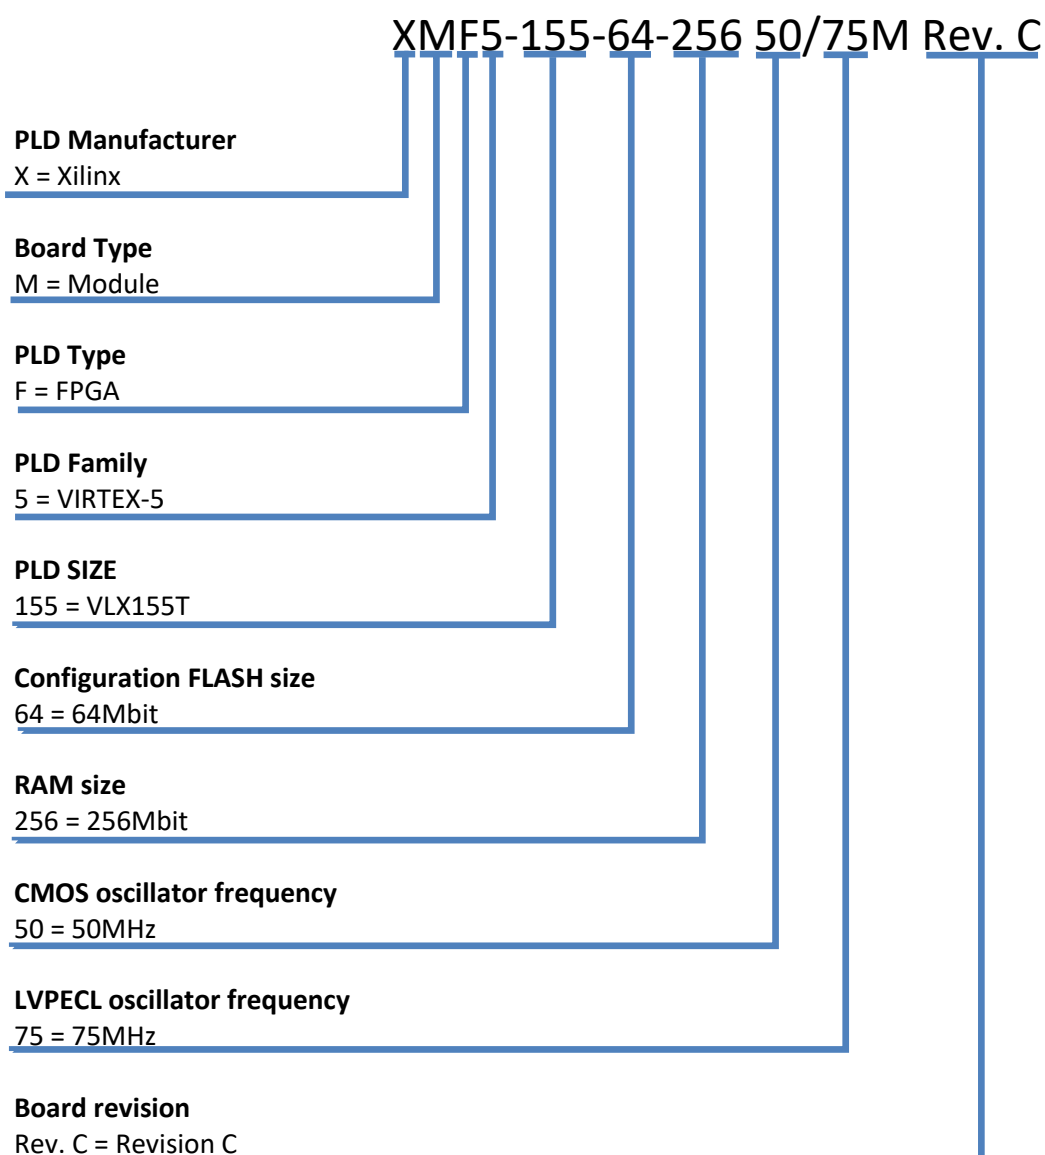 XMF5-155-64-256 50/75M Rev. C
PLD Manufacturer
X = Xilinx
Board Type
M = Module
PLD Type
F = FPGA
PLD Family
5 = VIRTEX-5
PLD SIZE
155 = VLX155T
Configuration FLASH size
64 = 64Mbit
RAM size
256 = 256Mbit
CMOS oscillator frequency
50 = 50MHz
LVPECL oscillator frequency
75 = 75MHz
Board revision
Rev. C = Revision C